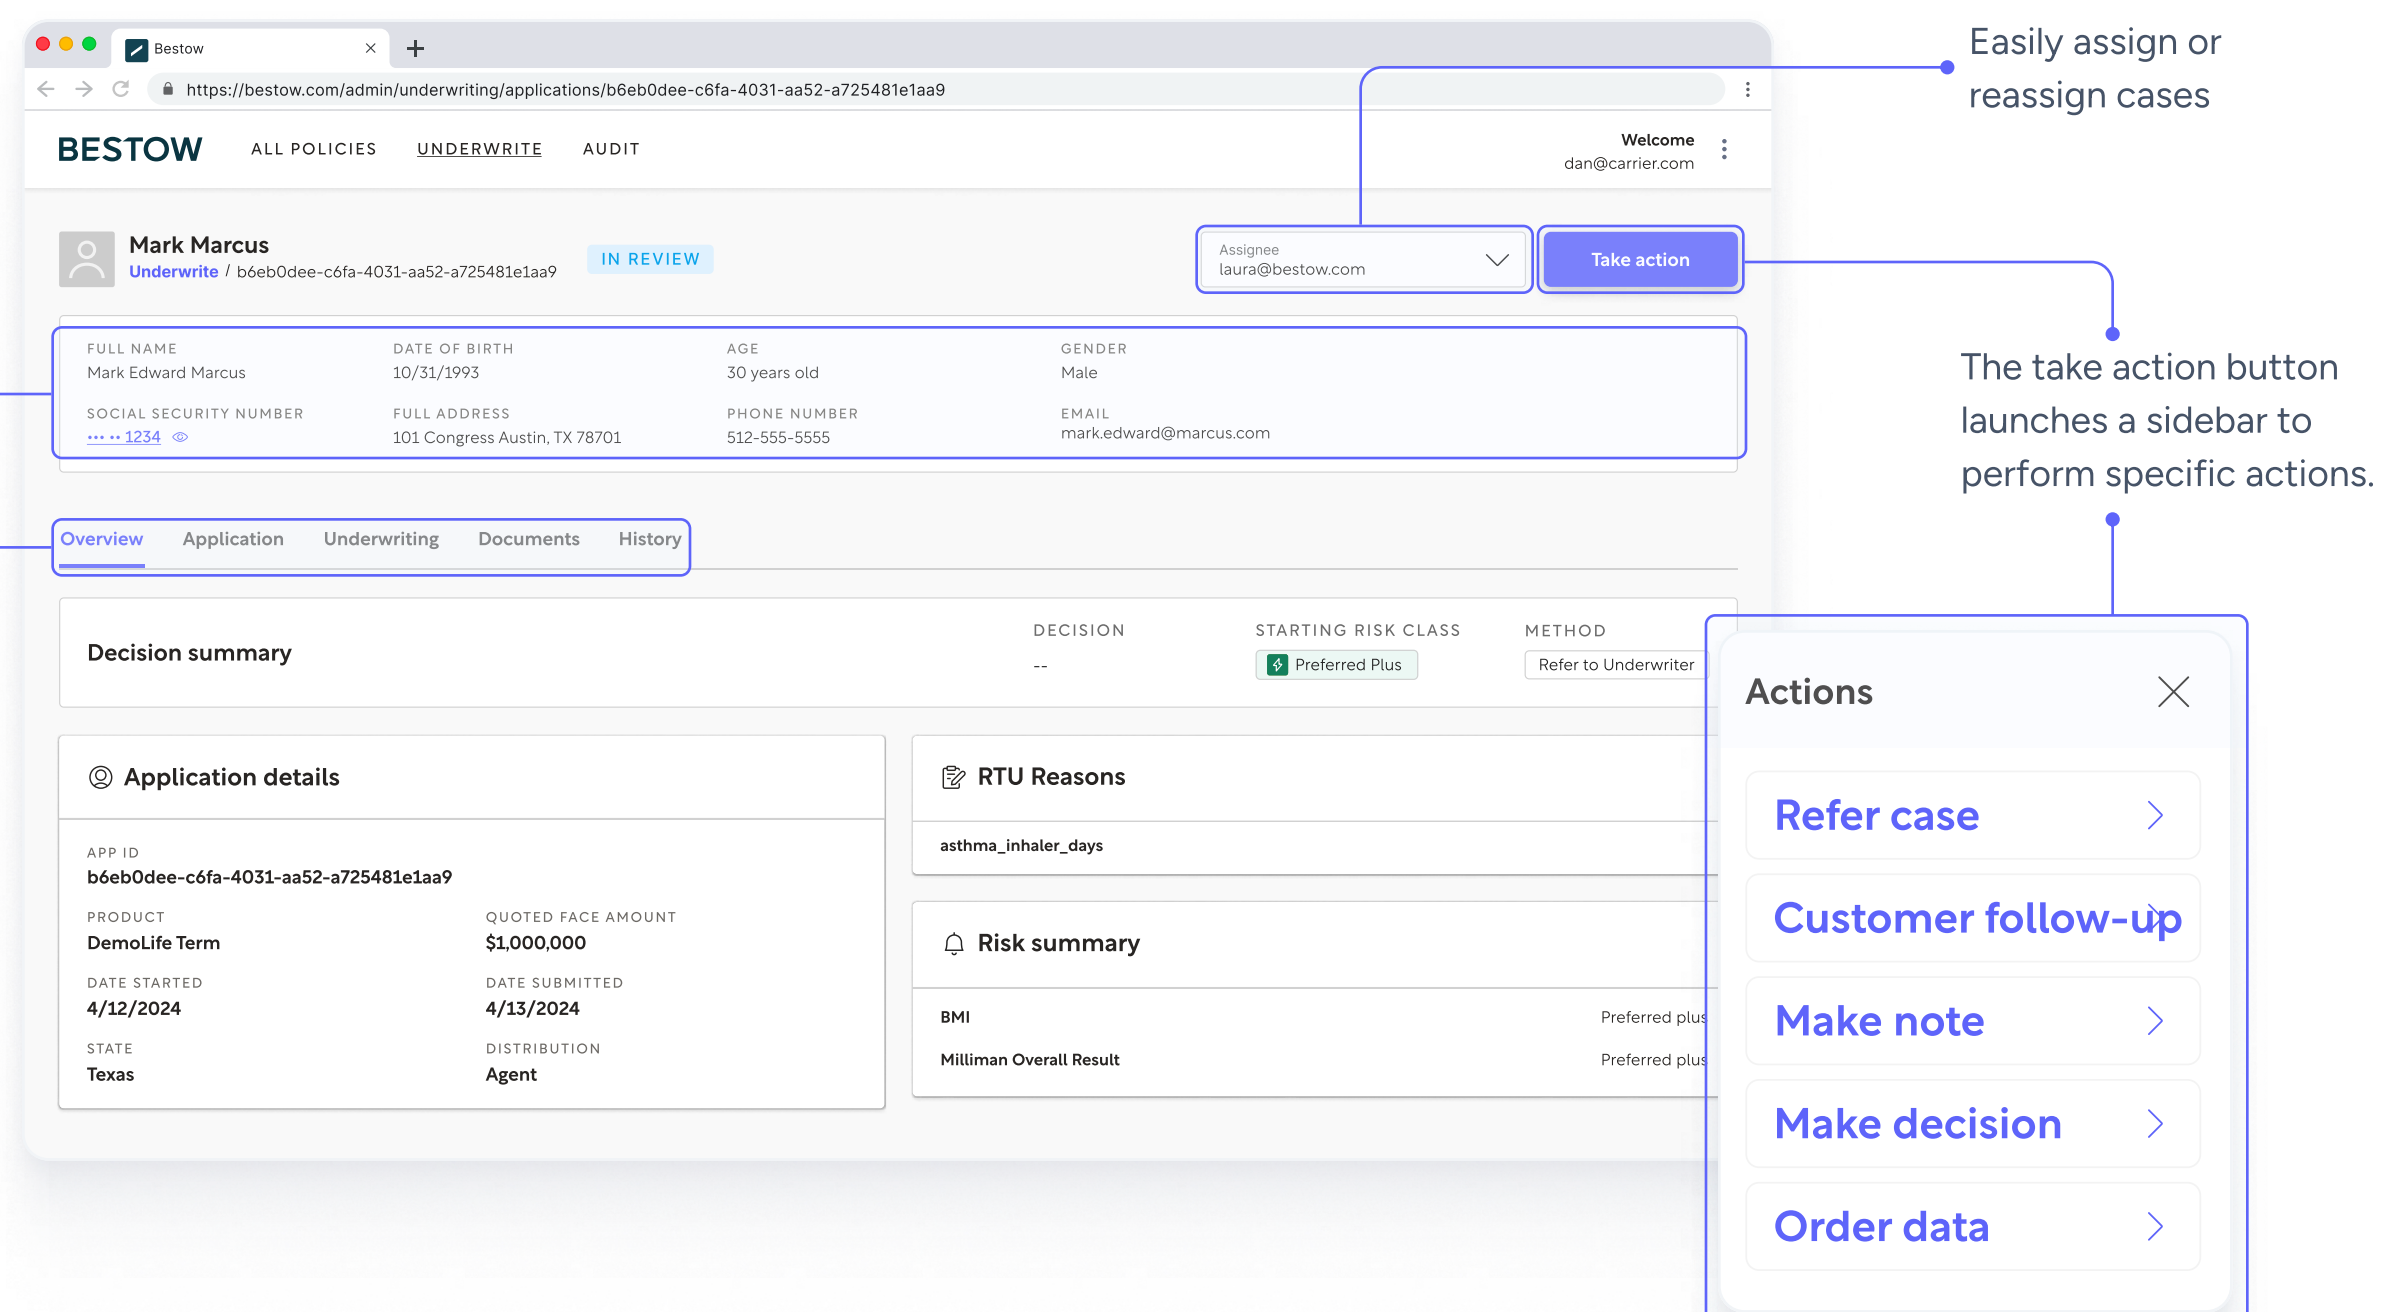 Bestow
https://bestow.com/admin/underwriting/applications/b6eb0dee-c6fa-4031-aa52-a725481e1aa9
Easily assign or
reassign cases
BESTOW
ALL POLICIES
UNDERWRITE
AUDIT
Welcome
dan@carrier.com
Mark Marcus
Underwrite / b6eb0dee-c6fa-4031-aa52-a725481e1aa9
IN REVIEW
Assignee
laura@bestow.com
Take action
The take action button
launches a sidebar to
perform specific actions.
FULL NAME
Mark Edward Marcus
DATE OF BIRTH
10/31/1993
AGE
30 years old
GENDER
Male
SOCIAL SECURITY NUMBER
••• •• 1234
FULL ADDRESS
101 Congress Austin, TX 78701
PHONE NUMBER
512-555-5555
EMAIL
mark.edward@marcus.com
Overview
Application
Underwriting
Documents
History
Decision summary
DECISION
--
STARTING RISK CLASS
Preferred Plus
METHOD
Refer to Underwriter
Application details
APP ID
b6eb0dee-c6fa-4031-aa52-a725481e1aa9
PRODUCT
DemoLife Term
QUOTED FACE AMOUNT
$1,000,000
DATE STARTED
4/12/2024
DATE SUBMITTED
4/13/2024
STATE
Texas
DISTRIBUTION
Agent
RTU Reasons
asthma_inhaler_days
Risk summary
BMI
Preferred plus
Milliman Overall Result
Preferred plus
Actions
Refer case
Customer follow-up
Make note
Make decision
Order data